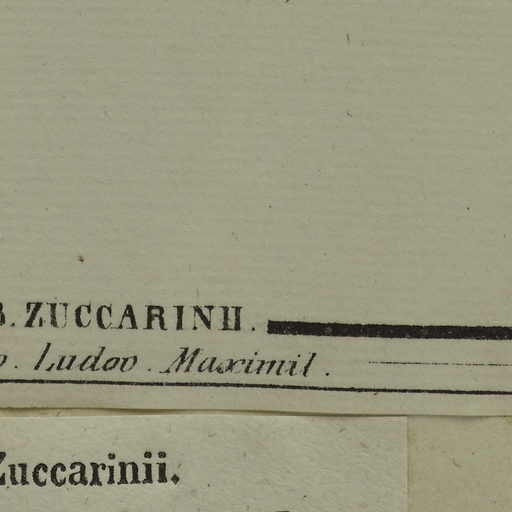 B. ZUCCARINII.
o. Ludov. Maximil.
Zuccarinii.